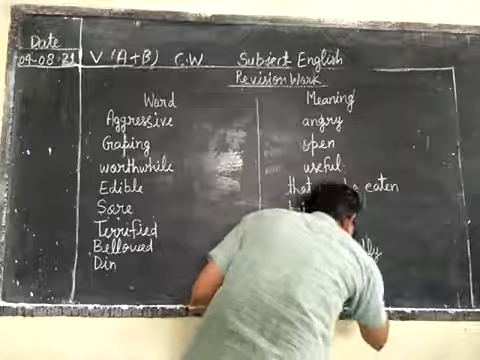 Date
09-08-21
V (A+B) C.W Subject English
Revision Work
Word Meaning
Aggressive angry
Gaping open
worthwhile useful
Edible that eaten
Sore
Terrified
Bellowed
Din